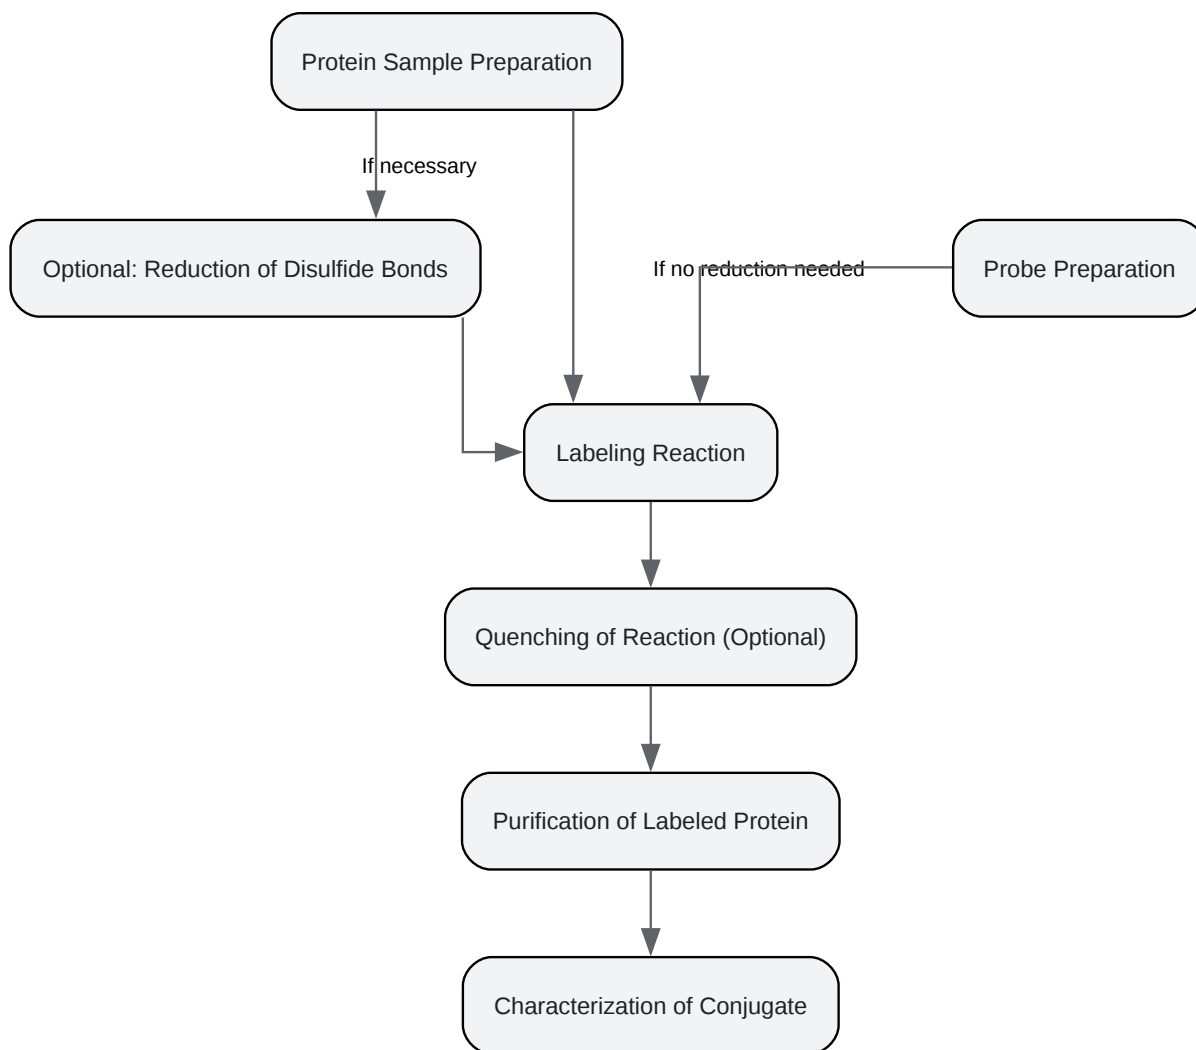 Protein Sample Preparation
If necessary
Optional: Reduction of Disulfide Bonds
If no reduction needed
Probe Preparation
Labeling Reaction
Quenching of Reaction (Optional)
Purification of Labeled Protein
Characterization of Conjugate